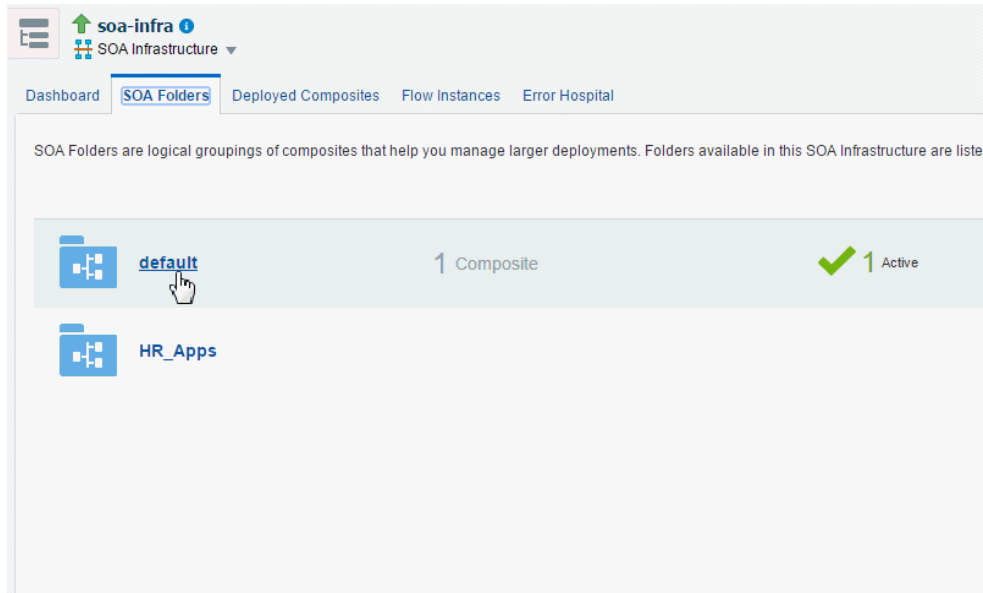 soa-infra
SOA Infrastructure
Dashboard SOA Folders Deployed Composites Flow Instances Error Hospital
SOA Folders are logical groupings of composites that help you manage larger deployments. Folders available in this SOA Infrastructure are liste
default 1 Composite 1 Active
HR_Apps